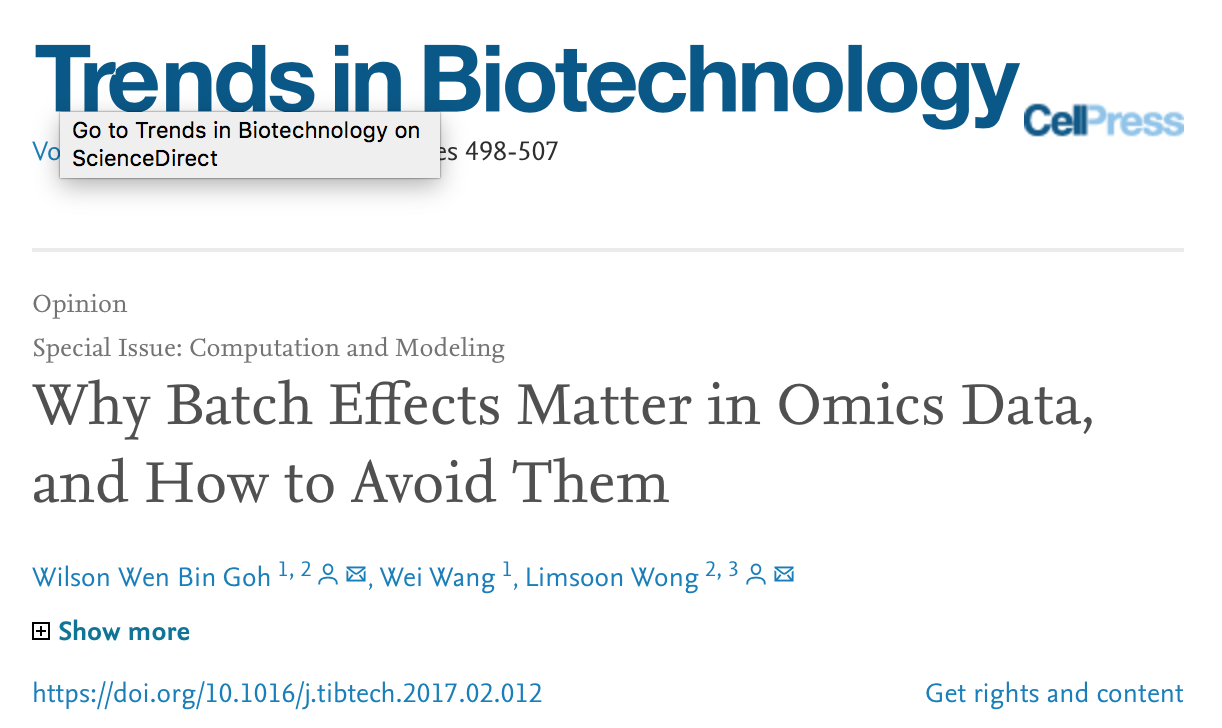 Trends in Biotechnology
CellPress
Go to Trends in Biotechnology on
ScienceDirect
Vo
es 498-507
Opinion
Special Issue: Computation and Modeling
Why Batch Effects Matter in Omics Data,
and How to Avoid Them
Wilson Wen Bin Goh 1, 2, Wei Wang 1, Limsoon Wong 2, 3
Show more
https://doi.org/10.1016/j.tibtech.2017.02.012
Get rights and content